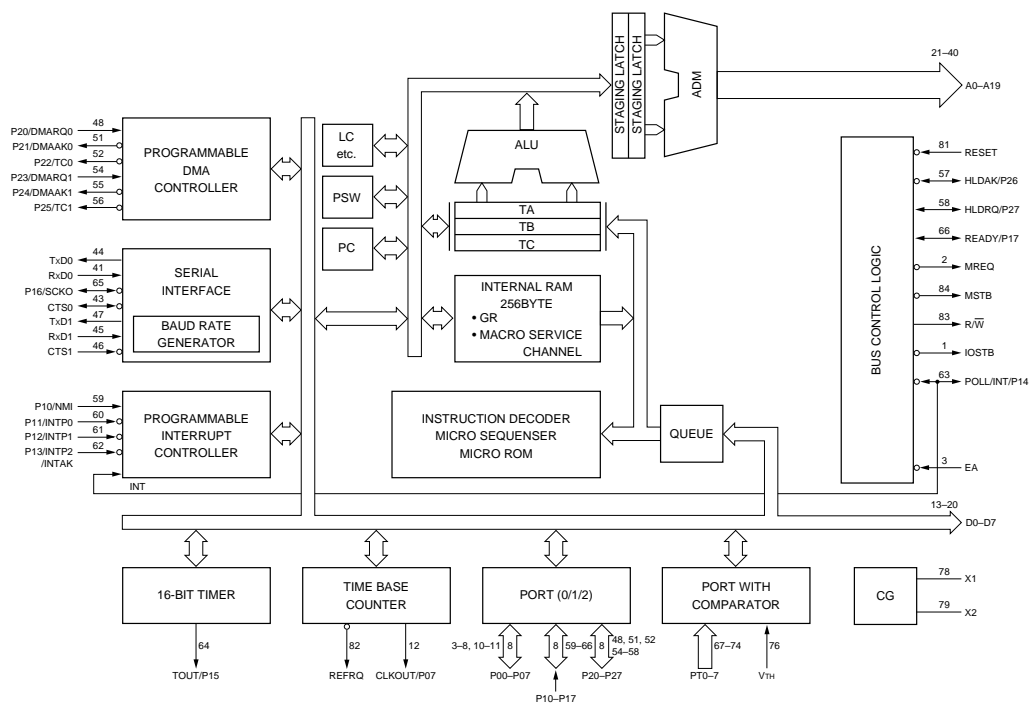 21–40
A0–A19
STAGING LATCH
STAGING LATCH
ADM
48
P20/DMARQ0
51
P21/DMAAK0
52
P22/TC0
54
P23/DMARQ1
55
P24/DMAAK1
56
P25/TC1
PROGRAMMABLE
DMA
CONTROLLER
LC
etc.
PSW
PC
ALU
TA
TB
TC
44
TxD0
41
RxD0
65
P16/SCKO
43
CTS0
47
TxD1
45
RxD1
46
CTS1
SERIAL
INTERFACE
BAUD RATE
GENERATOR
INTERNAL RAM
256BYTE
• GR
• MACRO SERVICE
CHANNEL
BUS CONTROL LOGIC
81
RESET
57
HLDAK/P26
58
HLDRQ/P27
66
READY/P17
2
MREQ
84
MSTB
83
R/W
1
IOSTB
63
POLL/INT/P14
3
EA
59
P10/NMI
60
P11/INTP0
61
P12/INTP1
62
P13/INTP2
/INTAK
INT
PROGRAMMABLE
INTERRUPT
CONTROLLER
INSTRUCTION DECODER
MICRO SEQUENSER
MICRO ROM
QUEUE
13–20
D0–D7
16-BIT TIMER
TIME BASE
COUNTER
PORT (0/1/2)
PORT WITH
COMPARATOR
CG
78
X1
79
X2
64
TOUT/P15
82
REFRQ
12
CLKOUT/P07
3–8, 10–11
8
P00–P07
8
59–66
P10–P17
8
48, 51, 52
54–58
P20–P27
67–74
PT0–7
76
VTH